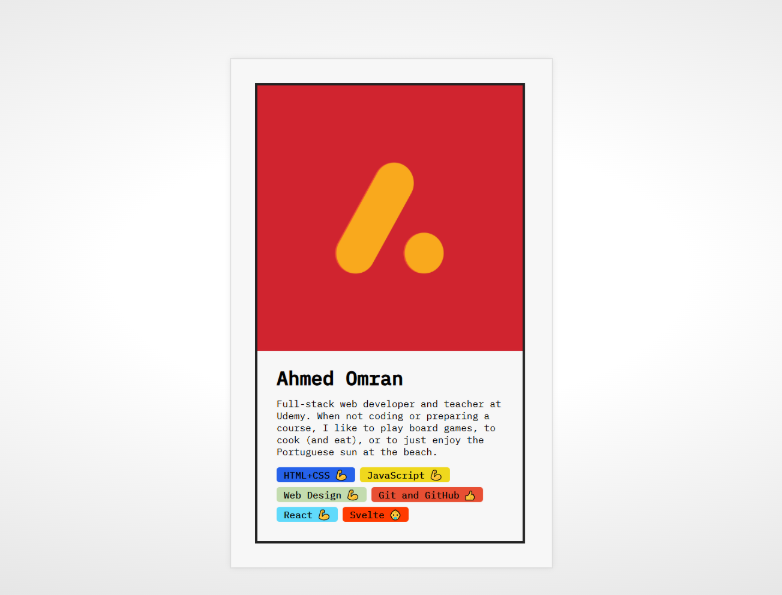 Ahmed Omran
Full-stack web developer and teacher at
Udemy. When not coding or preparing a
course, I like to play board games, to
cook (and eat), or to just enjoy the
Portuguese sun at the beach.
HTML+CSS 💪 JavaScript 💪
Web Design 💪 Git and GitHub 👍
React 💪 Svelte 👶